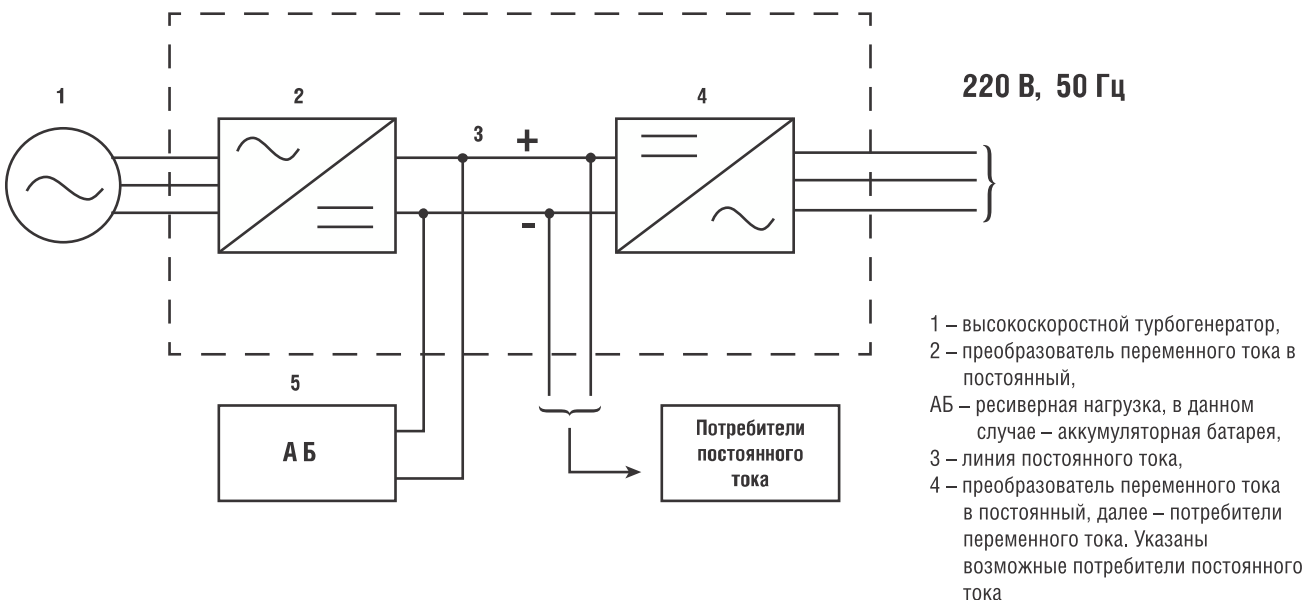 220 В, 50 Гц
1
2
3
+
4
-
5
А Б
Потребители
постоянного
тока
1 – высокоскоростной турбогенератор,
2 – преобразователь переменного тока в
постоянный,
АБ – ресиверная нагрузка, в данном
случае – аккумуляторная батарея,
3 – линия постоянного тока,
4 – преобразователь переменного тока
в постоянный, далее – потребители
переменного тока. Указаны
возможные потребители постоянного
тока